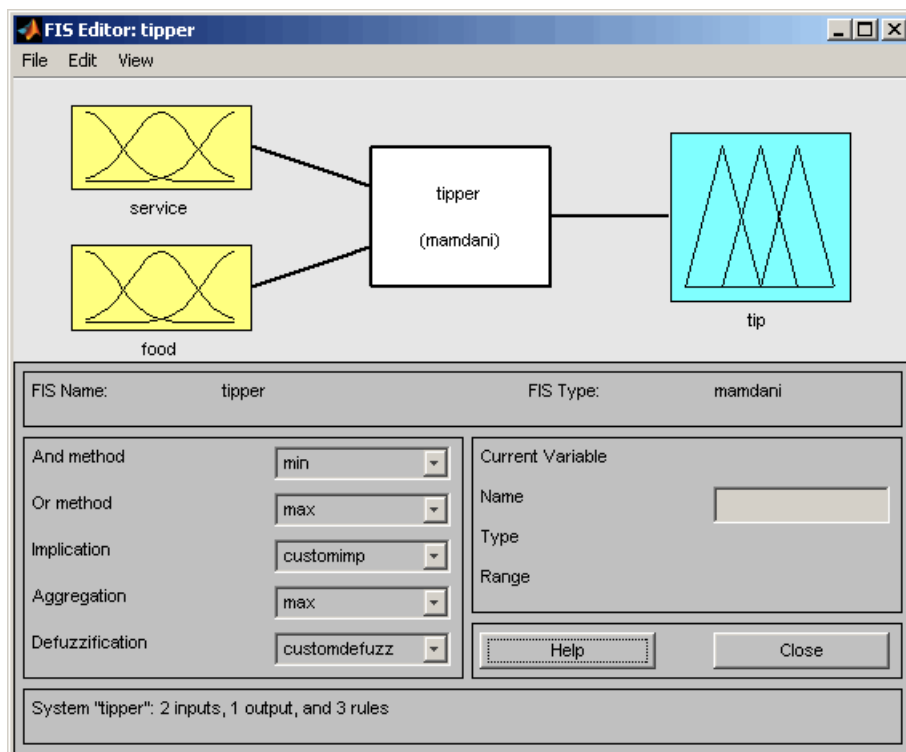 FIS Editor: tipper
File Edit View
service
food
tipper
(mamdani)
tip
FIS Name: tipper FIS Type: mamdani
And method min
Or method max
Implication customimp
Aggregation max
Defuzzification customdefuzz
Current Variable
Name
Type
Range
Help Close
System "tipper": 2 inputs, 1 output, and 3 rules